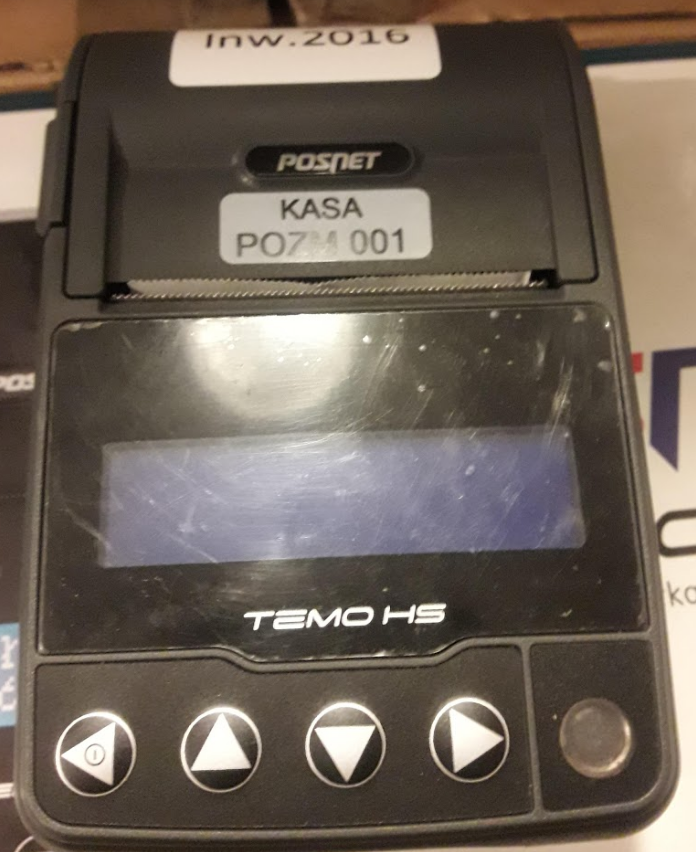 Inw.2016
POSNET
KASA
POZM 001
TEMO HS